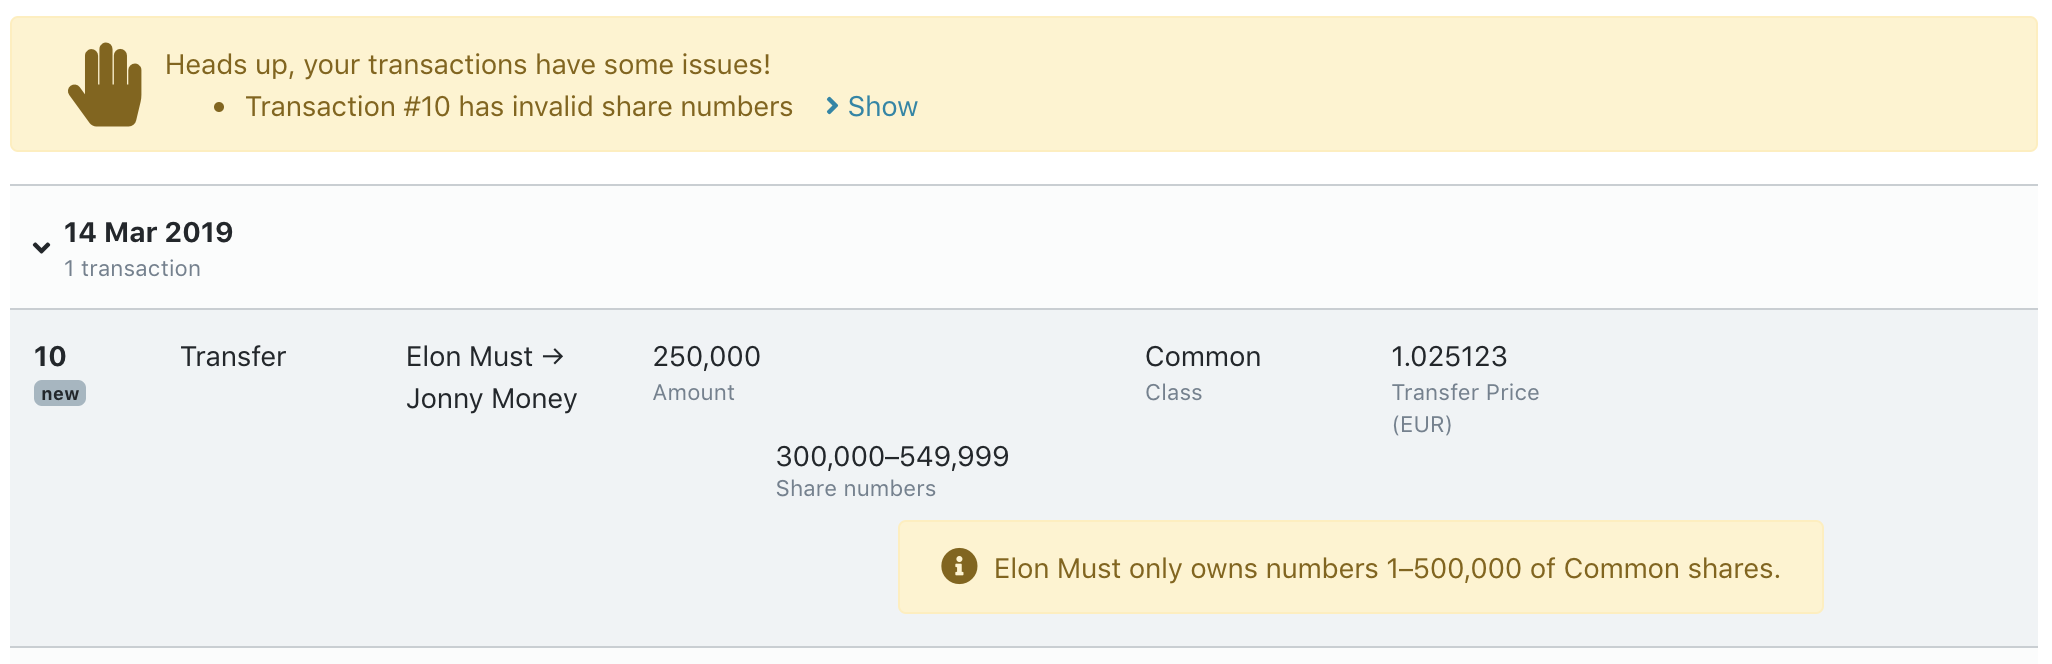 Heads up, your transactions have some issues!
• Transaction #10 has invalid share numbers Show
14 Mar 2019
1 transaction
10 Transfer Elon Must → 250,000 Common 1.025123
new Jonny Money Amount Class Transfer Price
(EUR)
300,000–549,999
Share numbers
Elon Must only owns numbers 1–500,000 of Common shares.